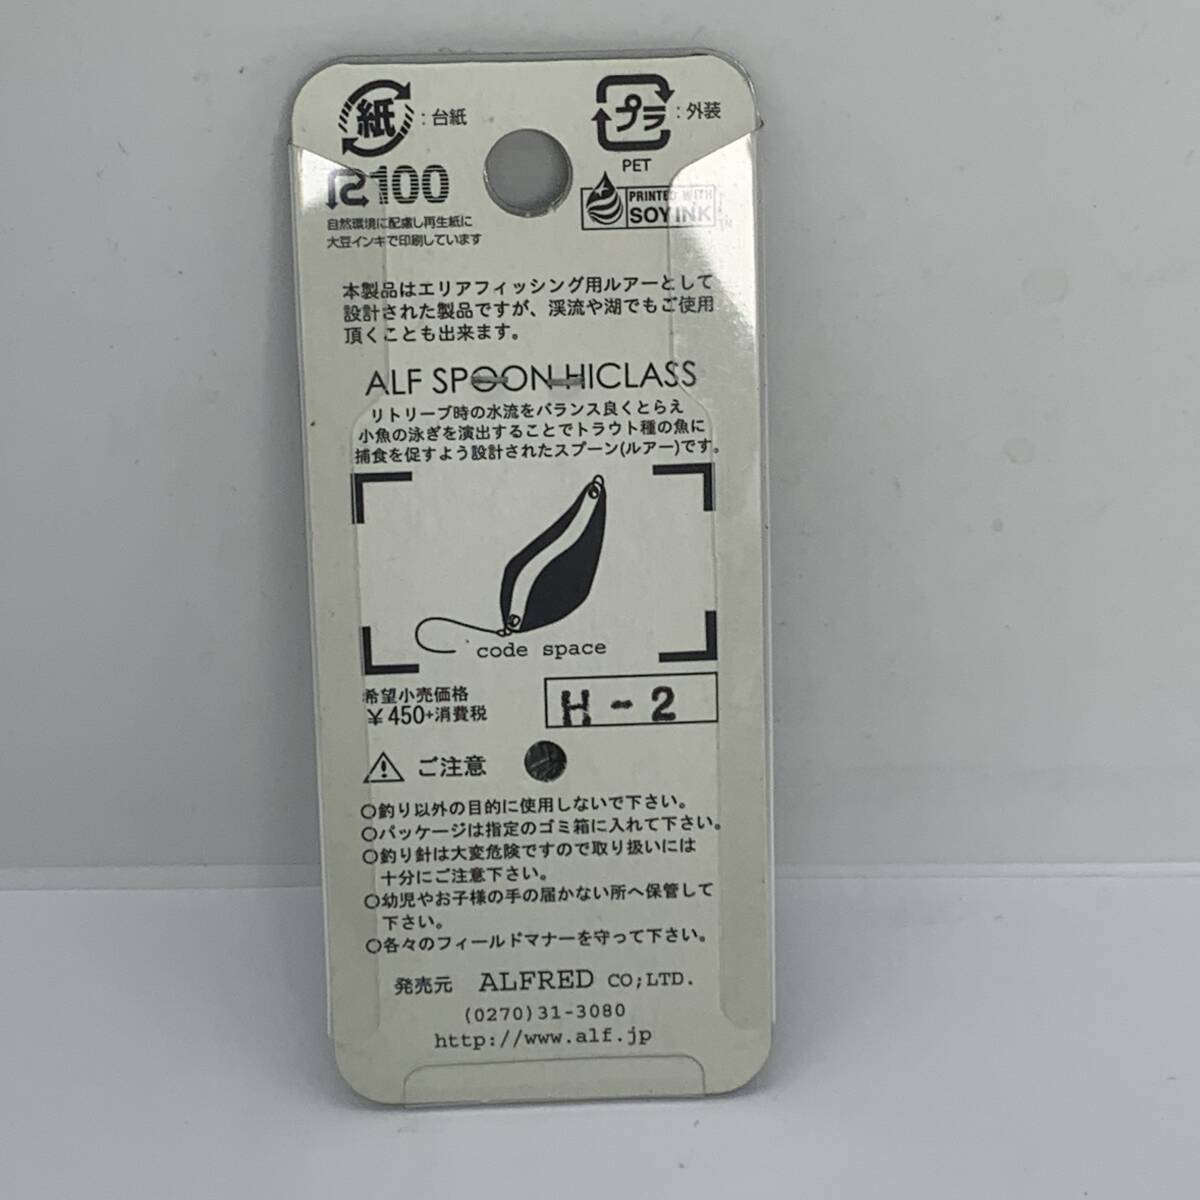 紙:台紙
プラ:外装
PET
R100
PRINTED WITH
SOY INK™
自然環境に配慮し再生紙に
大豆インキで印刷しています
本製品はエリアフィッシング用ルアーとして
設計された製品ですが、渓流や湖でもご使用
頂くことも出来ます。
ALF SPOON HICLASS
リトリーブ時の水流をバランス良くとらえ
小魚の泳ぎを演出することでトラウト種の魚に
捕食を促すよう設計されたスプーン(ルアー)です。
code space
希望小売価格
¥450+消費税
H-2
ご注意
○釣り以外の目的に使用しないで下さい。
○パッケージは指定のゴミ箱に入れて下さい。
○釣り針は大変危険ですので取り扱いには
十分にご注意下さい。
○幼児やお子様の手の届かない所へ保管して
下さい。
○各々のフィールドマナーを守って下さい。
発売元 ALFRED CO;LTD.
(0270)31-3080
http://www.alf.jp